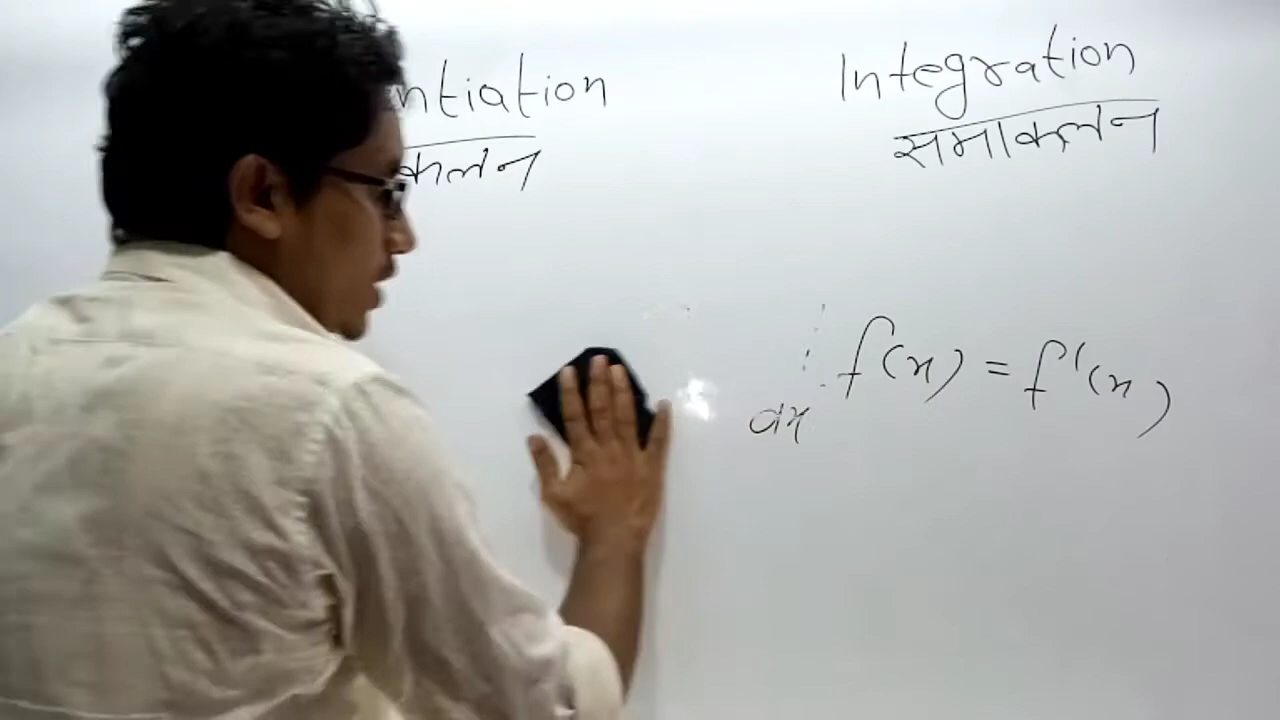 ntiation
Integration
कलन
समाकलन
dx f(x) = f'(x)